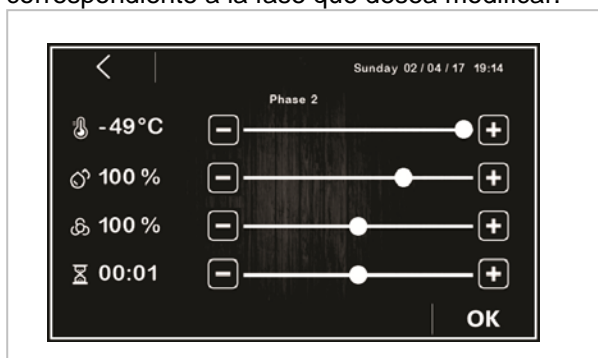 correspondiente a la fase que desea modificar.
Sunday 02 / 04 / 17 19:14
Phase 2
-49°C
100 %
100 %
00:01
OK